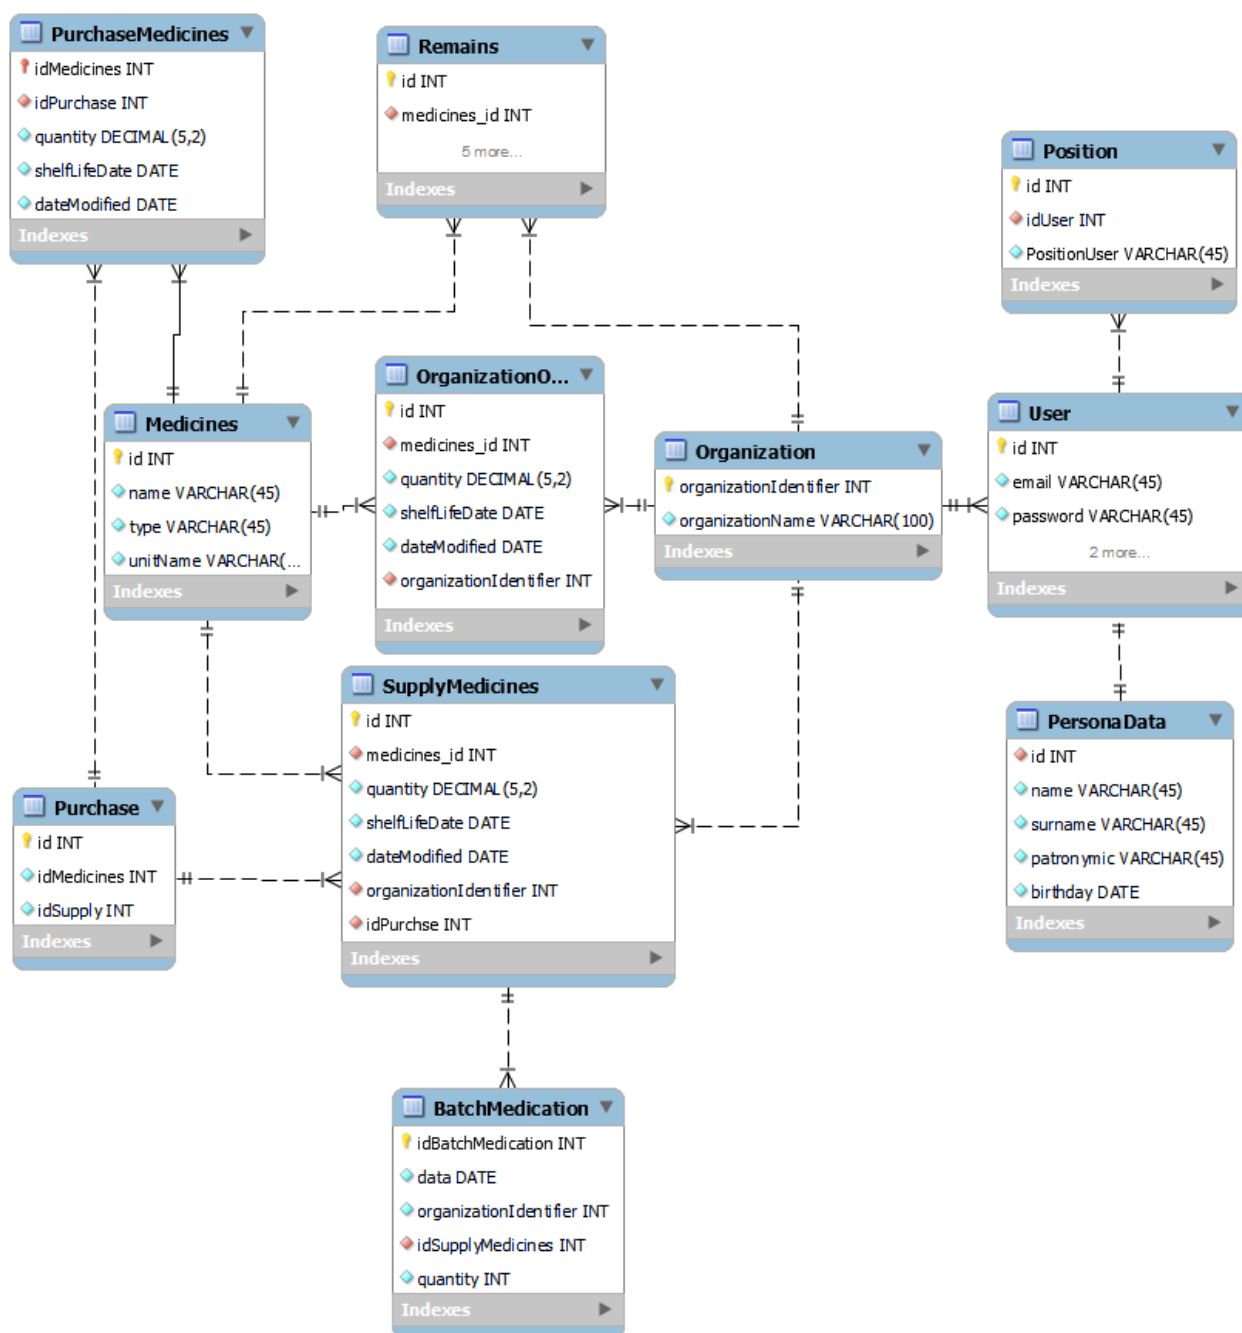 PurchaseMedicines
idMedicines INT
idPurchase INT
quantity DECIMAL(5,2)
shelfLifeDate DATE
dateModified DATE
Indexes
Remains
id INT
medicines_id INT
5 more...
Indexes
Position
id INT
idUser INT
PositionUser VARCHAR(45)
Indexes
Medicines
id INT
name VARCHAR(45)
type VARCHAR(45)
unitName VARCHAR(...
Indexes
OrganizationO...
id INT
medicines_id INT
quantity DECIMAL(5,2)
shelfLifeDate DATE
dateModified DATE
organizationIdentifier INT
Indexes
Organization
organizationIdentifier INT
organizationName VARCHAR(100)
Indexes
User
id INT
email VARCHAR(45)
password VARCHAR(45)
2 more...
Indexes
SupplyMedicines
id INT
medicines_id INT
quantity DECIMAL(5,2)
shelfLifeDate DATE
dateModified DATE
organizationIdentifier INT
idPurchse INT
Indexes
PersonaData
id INT
name VARCHAR(45)
surname VARCHAR(45)
patronymic VARCHAR(45)
birthday DATE
Indexes
Purchase
id INT
idMedicines INT
idSupply INT
Indexes
BatchMedication
idBatchMedication INT
data DATE
organizationIdentifier INT
idSupplyMedicines INT
quantity INT
Indexes